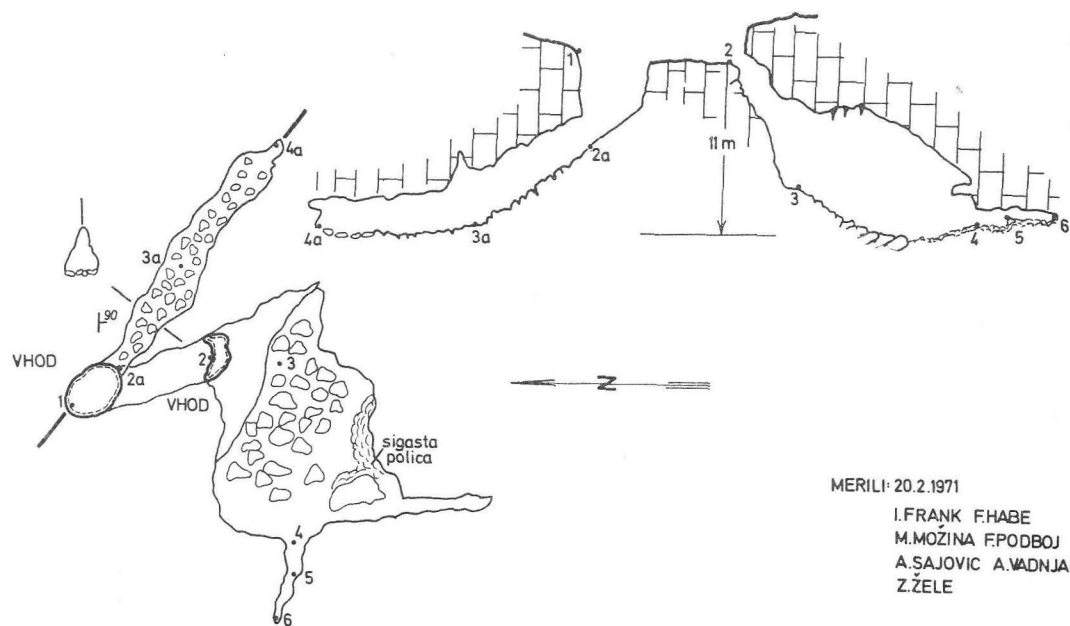 1
2
11 m
2a
3
3a
4a
4
5
6
4a
3a
90
VHOD
2a
1
2
VHOD
3
sigasta
polica
4
5
6
N
MERILI: 20.2.1971
I.FRANK F.HABE
M.MOŽINA F.PODBOJ
A.SAJOVIC A.VADNJA
Z.ŽELE